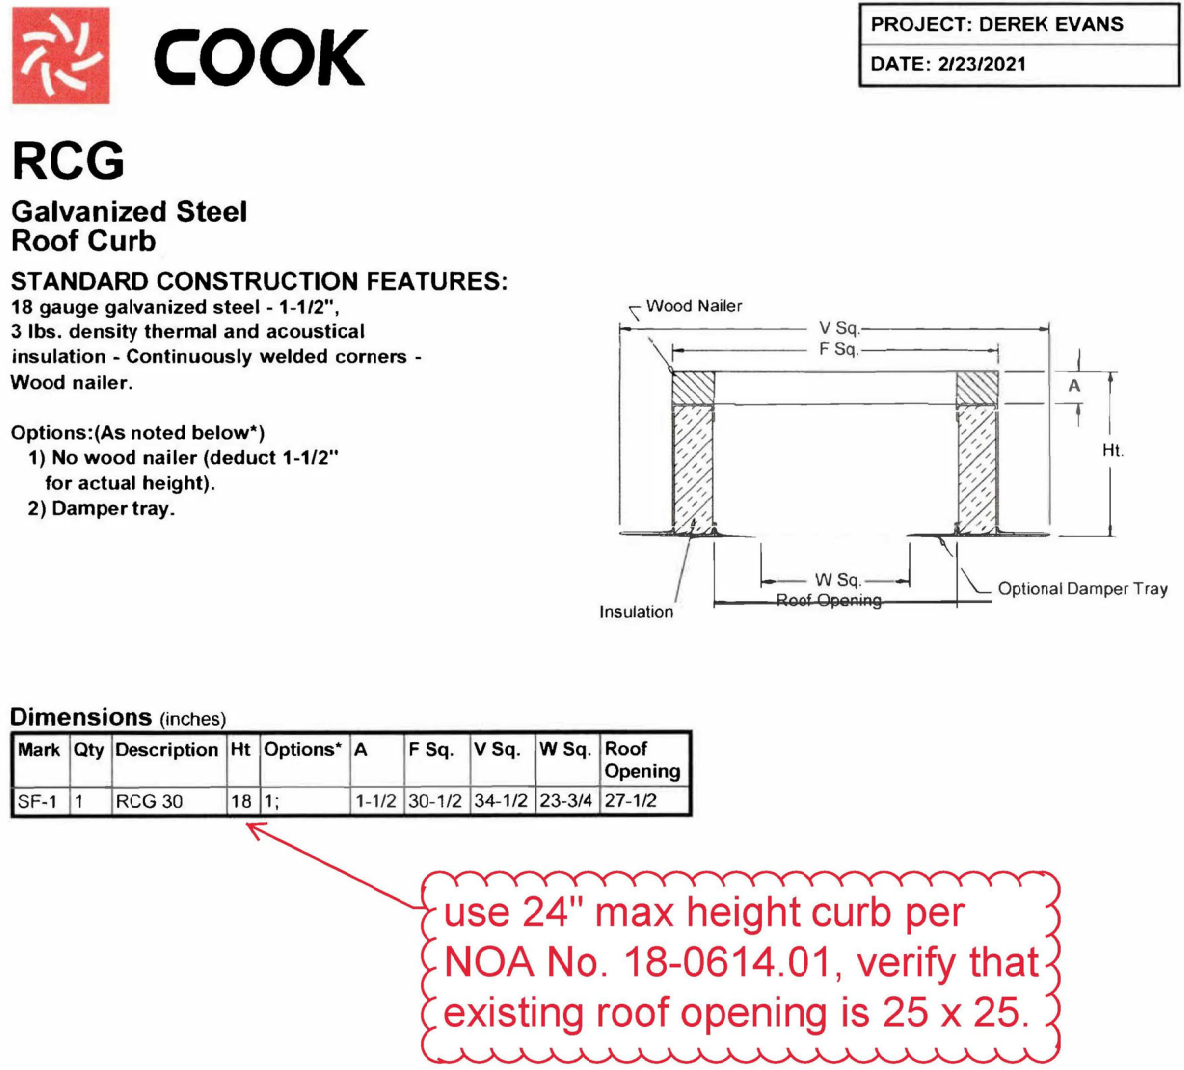 COOK
PROJECT: DEREK EVANS
DATE: 2/23/2021
RCG
Galvanized Steel
Roof Curb
STANDARD CONSTRUCTION FEATURES:
18 gauge galvanized steel - 1-1/2",
3 lbs. density thermal and acoustical
insulation - Continuously welded corners -
Wood nailer.
Options:(As noted below*)
1) No wood nailer (deduct 1-1/2"
for actual height).
2) Damper tray.
Wood Nailer
V Sq.
F Sq.
A
Ht.
W Sq.
Roof Opening
Optional Damper Tray
Insulation
Dimensions (inches)
Mark Qty Description Ht Options* A F Sq. V Sq. W Sq. Roof
Opening
SF-1 1 RCG 30 18 1; 1-1/2 30-1/2 34-1/2 23-3/4 27-1/2
use 24" max height curb per
NOA No. 18-0614.01, verify that
existing roof opening is 25 x 25.